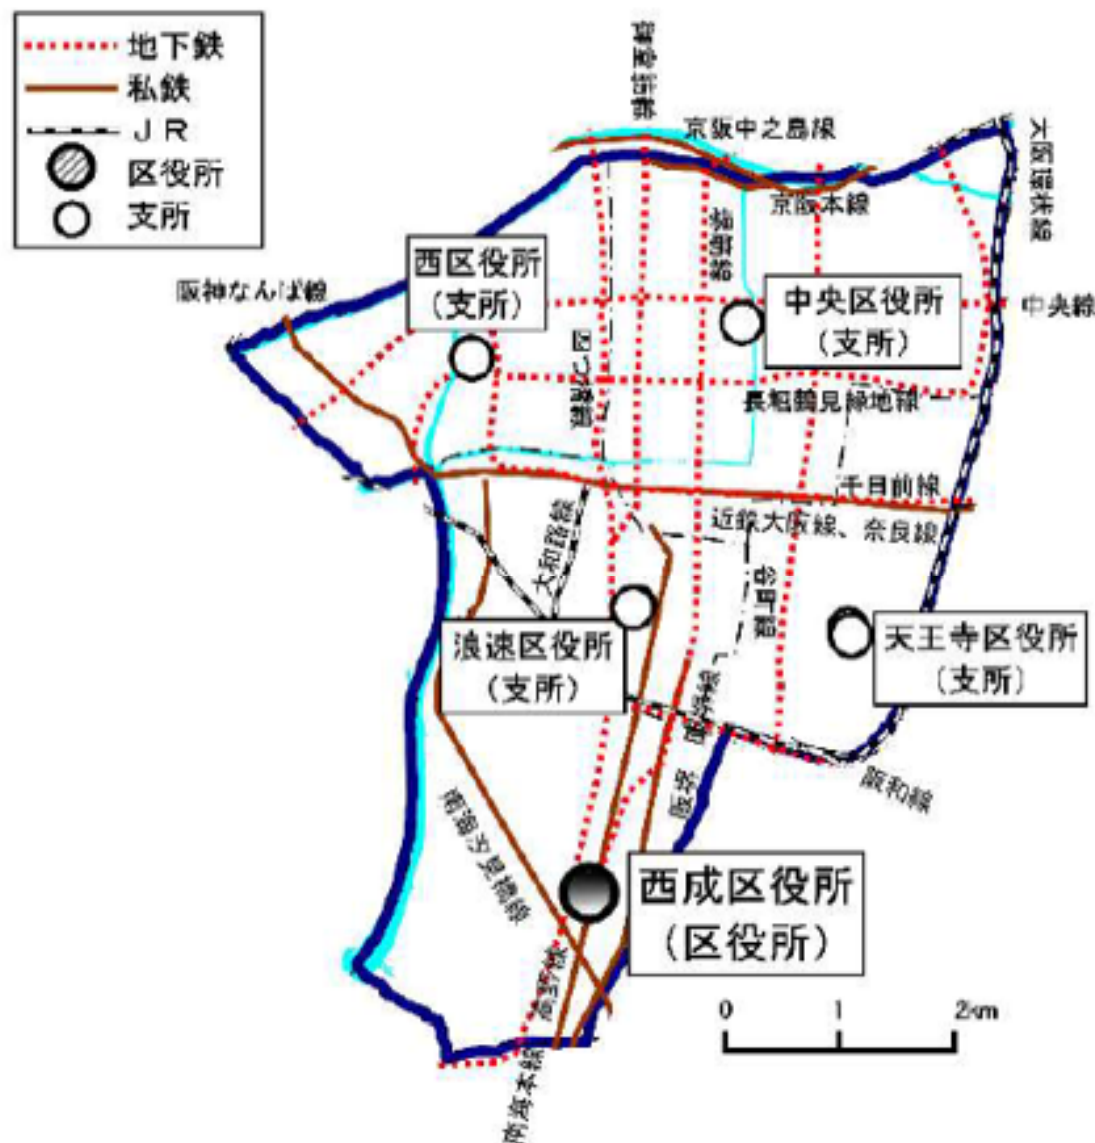 地下鉄
私鉄
JR
区役所
支所
御堂筋線
京阪中之島線
大阪環状線
京阪本線
堺筋線
西区役所
(支所)
阪神なんば線
中央区役所
(支所)
中央線
四つ橋線
長堀鶴見緑地線
千日前線
近鉄大阪線、奈良線
大和路線
谷町線
浪速区役所
(支所)
天王寺区役所
(支所)
阪堺
阪和線
南海汐見橋線
西成区役所
(区役所)
高野線
南海本線
0 1 2km